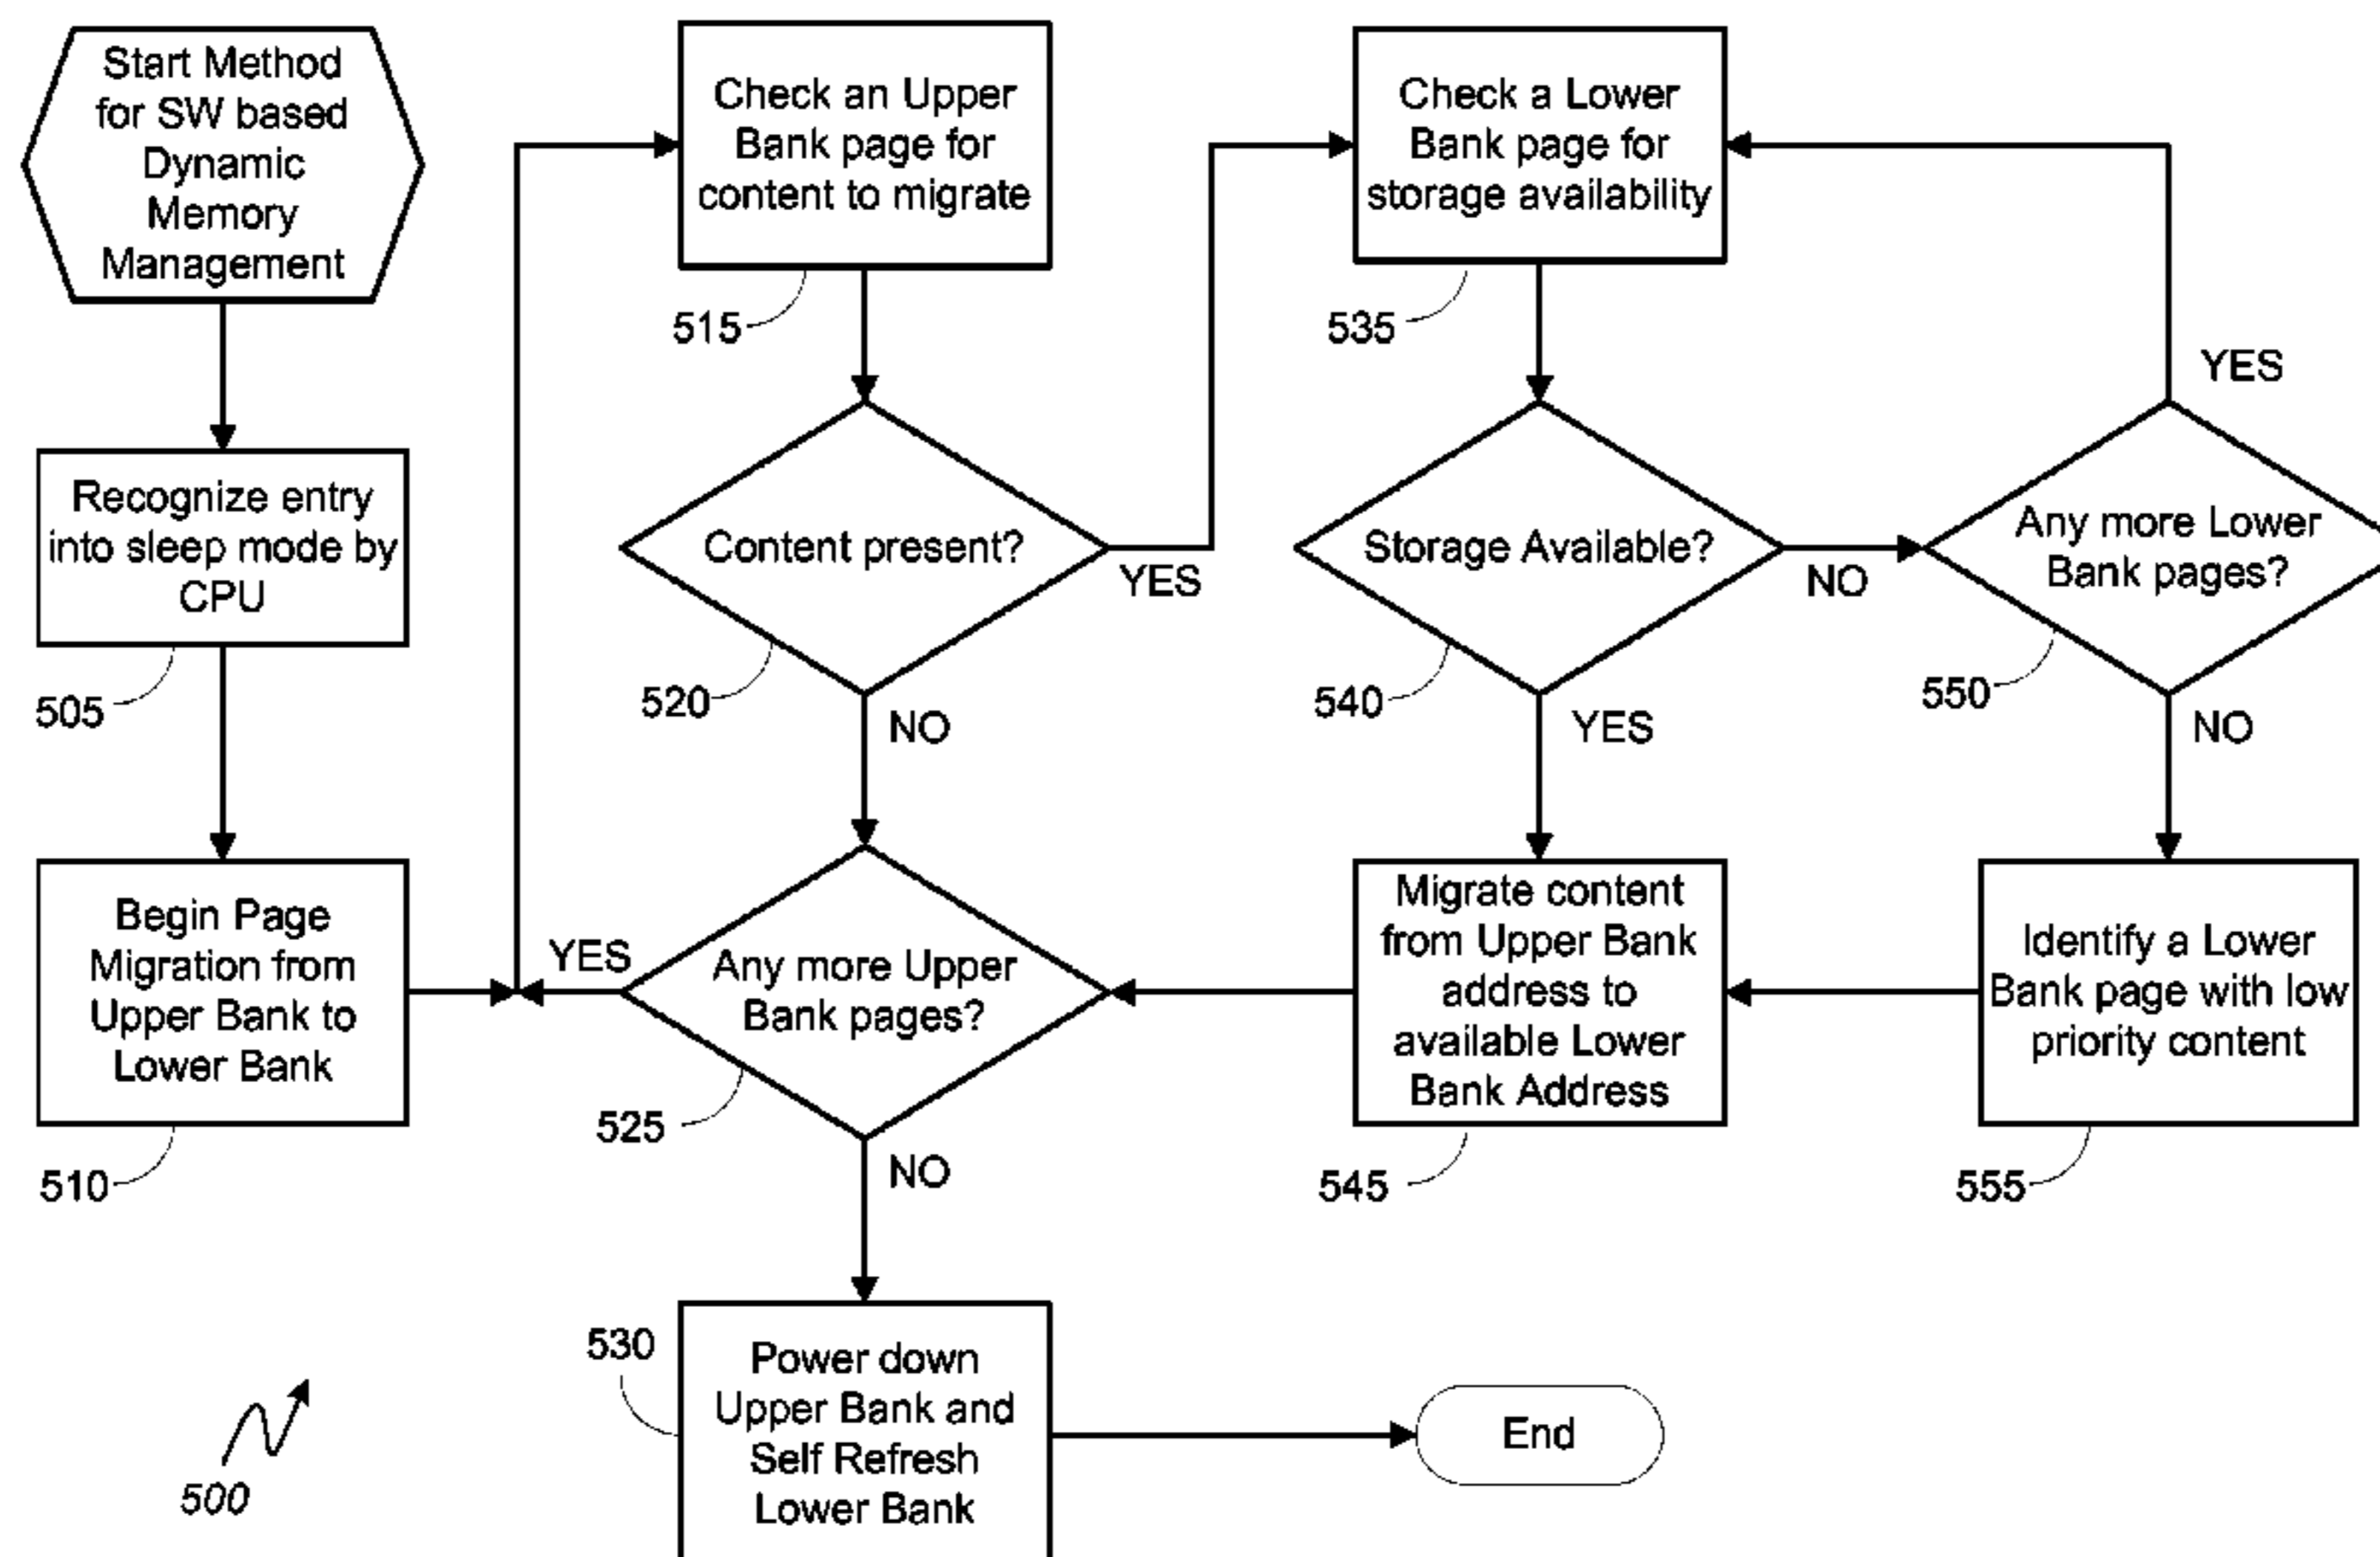 Start Method
for SW based
Dynamic
Memory
Management
Recognize entry
into sleep mode by
CPU
505
Begin Page
Migration from
Upper Bank to
Lower Bank
510
Check an Upper
Bank page for
content to migrate
515
Content present?
YES
520
NO
Any more Upper
Bank pages?
YES
525
NO
530
Power down
Upper Bank and
Self Refresh
Lower Bank
End
Check a Lower
Bank page for
storage availability
535
Storage Available?
NO
540
YES
Migrate content
from Upper Bank
address to
available Lower
Bank Address
545
YES
Any more Lower
Bank pages?
550
NO
Identify a Lower
Bank page with low
priority content
555
500